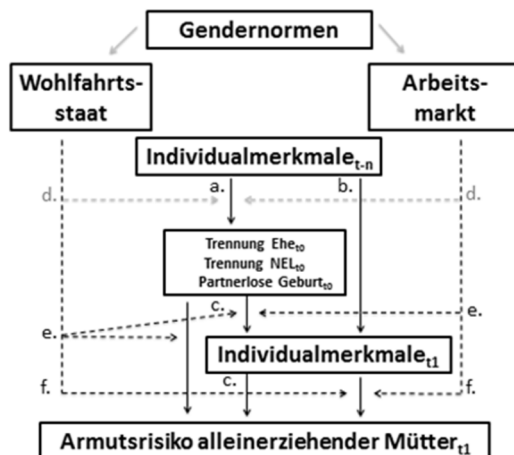 Gendernormen
Wohlfahrts-
staat
Arbeits-
markt
Individualmerkmale t-n
a.
b.
d.
d.
Trennung Ehe t0
Trennung NEL t0
Partnerlose Geburt t0
c.
e.
e.
Individualmerkmale t1
c.
f.
f.
Armutsrisiko alleinerziehender Mütter t1